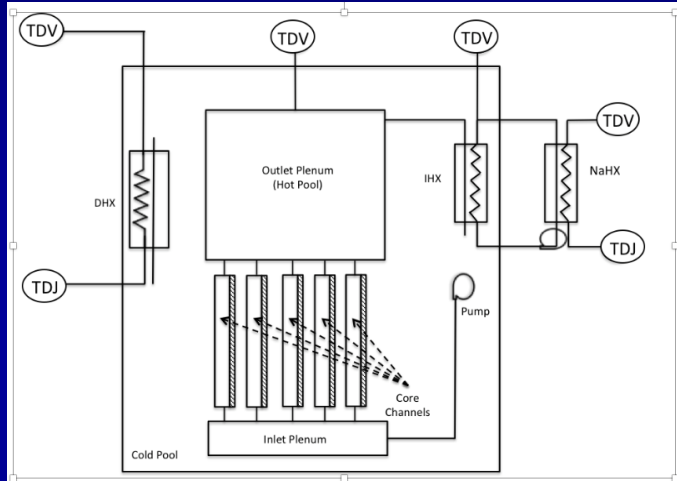 TDV
TDV
TDV
TDV
Outlet Plenum
(Hot Pool)
IHX
NaHX
DHX
TDJ
TDJ
Pump
Core
Channels
Inlet Plenum
Cold Pool